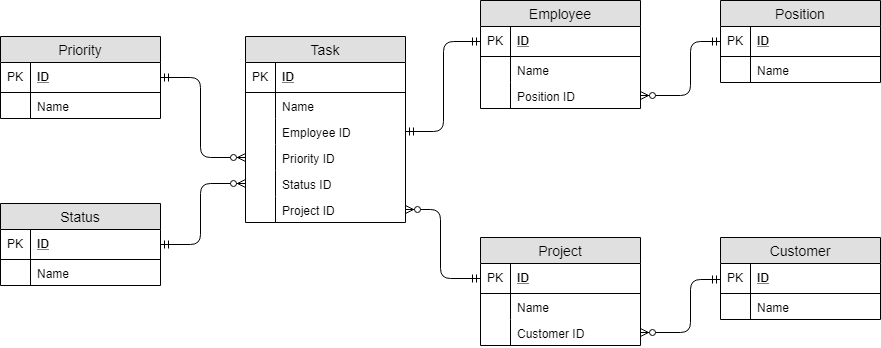 Priority
PK ID
Name
Status
PK ID
Name
Task
PK ID
Name
Employee ID
Priority ID
Status ID
Project ID
Employee
PK ID
Name
Position ID
Position
PK ID
Name
Project
PK ID
Name
Customer ID
Customer
PK ID
Name